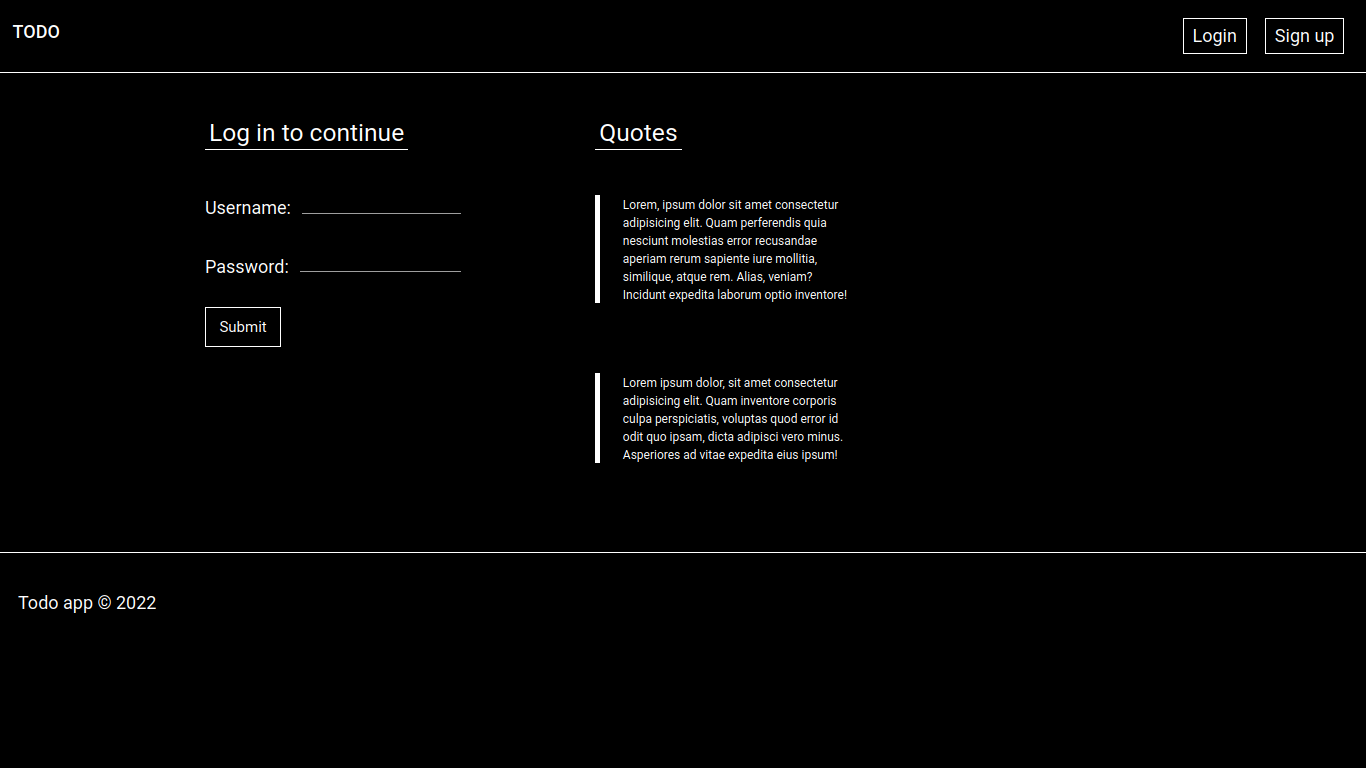 TODO
Login
Sign up
Log in to continue
Username:
Password:
Submit
Quotes
Lorem, ipsum dolor sit amet consectetur
adipisicing elit. Quam perferendis quia
nesciunt molestias error recusandae
aperiam rerum sapiente iure mollitia,
similique, atque rem. Alias, veniam?
Incidunt expedita laborum optio inventore!
Lorem ipsum dolor, sit amet consectetur
adipisicing elit. Quam inventore corporis
culpa perspiciatis, voluptas quod error id
odit quo ipsam, dicta adipisci vero minus.
Asperiores ad vitae expedita eius ipsum!
Todo app © 2022